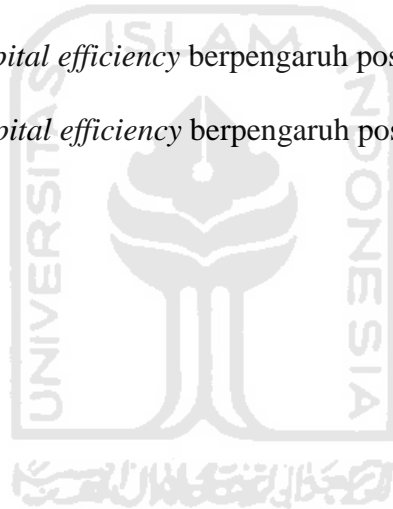 ISLAM
pital efficiency berpengaruh pos
pital efficiency berpengaruh pos
UNIVERSITAS
INDONESIA